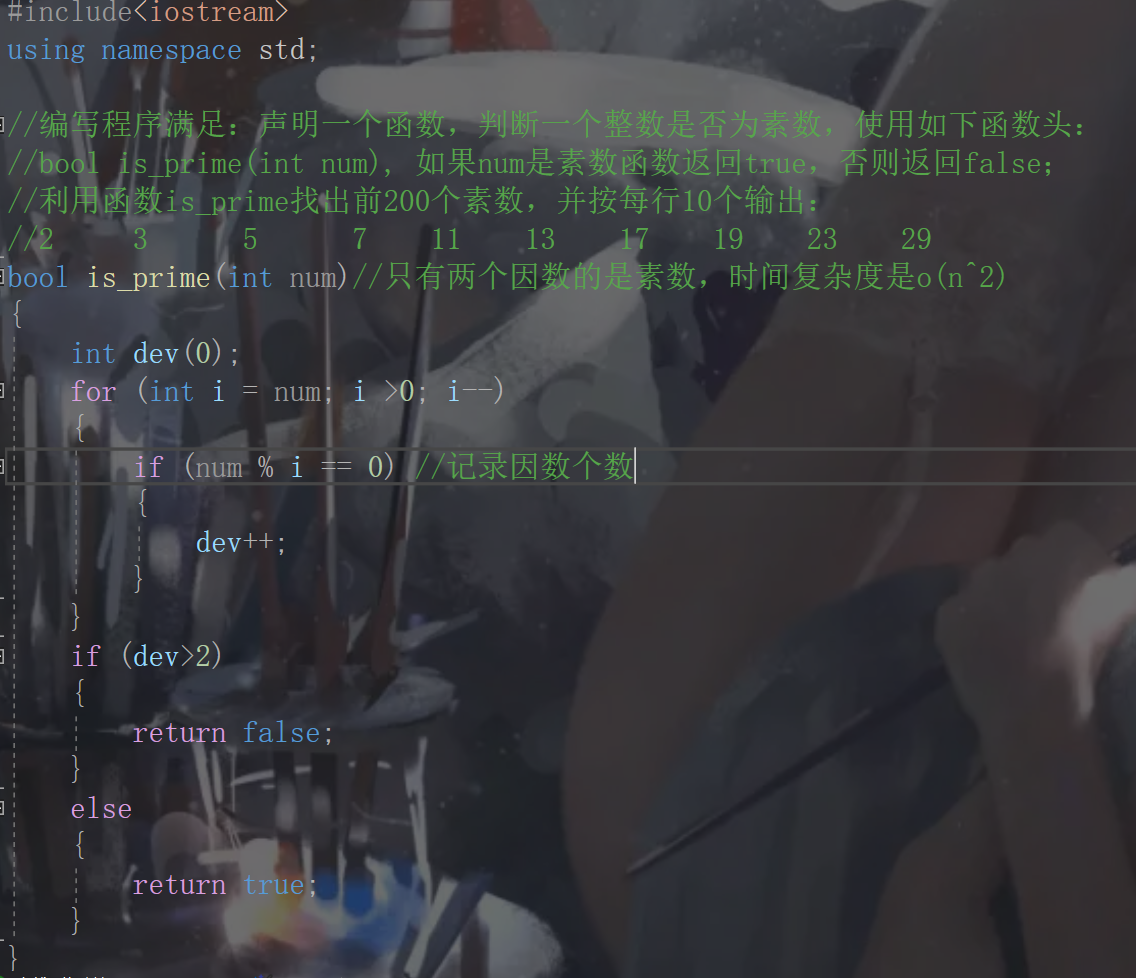 #include<iostream>
using namespace std;
//编写程序满足：声明一个函数，判断一个整数是否为素数，使用如下函数头：
//bool is_prime(int num), 如果num是素数函数返回true，否则返回false；
//利用函数is_prime找出前200个素数，并按每行10个输出：
//2 3 5 7 11 13 17 19 23 29
bool is_prime(int num)//只有两个因数的是素数，时间复杂度是o(n^2)
{
int dev(0);
for (int i = num; i >0; i--)
{
if (num % i == 0) //记录因数个数
{
dev++;
}
}
if (dev>2)
{
return false;
}
else
{
return true;
}
}